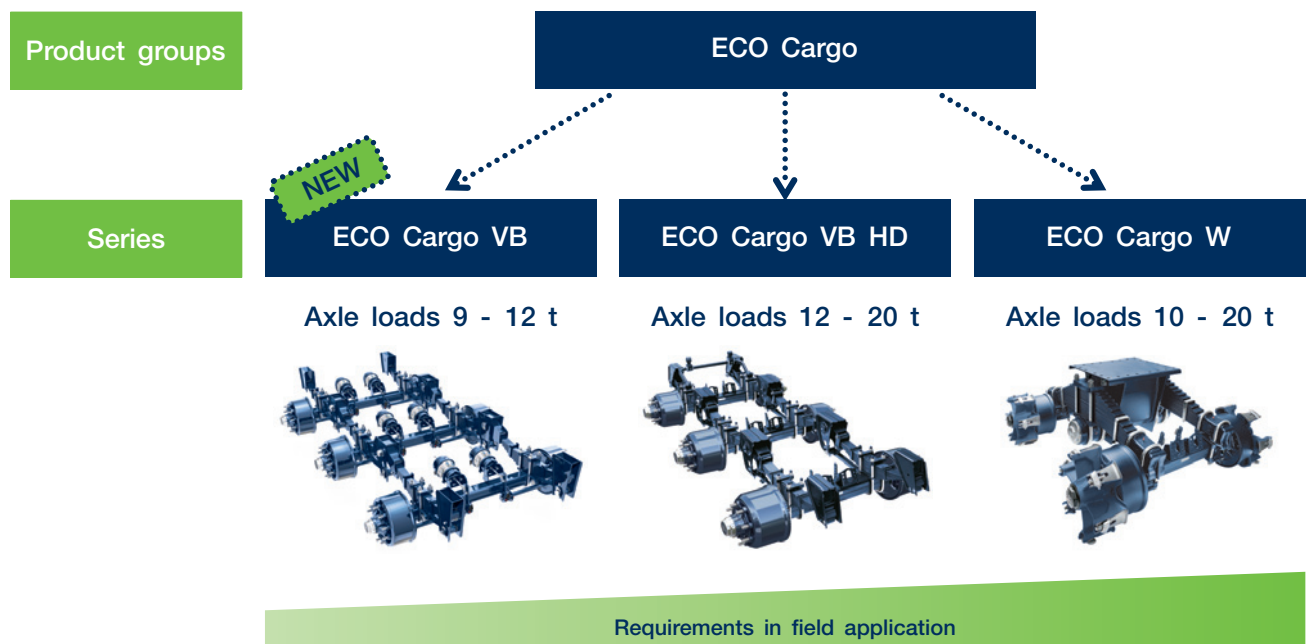 Product groups
ECO Cargo
NEW
Series
ECO Cargo VB
ECO Cargo VB HD
ECO Cargo W
Axle loads 9 - 12 t
Axle loads 12 - 20 t
Axle loads 10 - 20 t
Requirements in field application